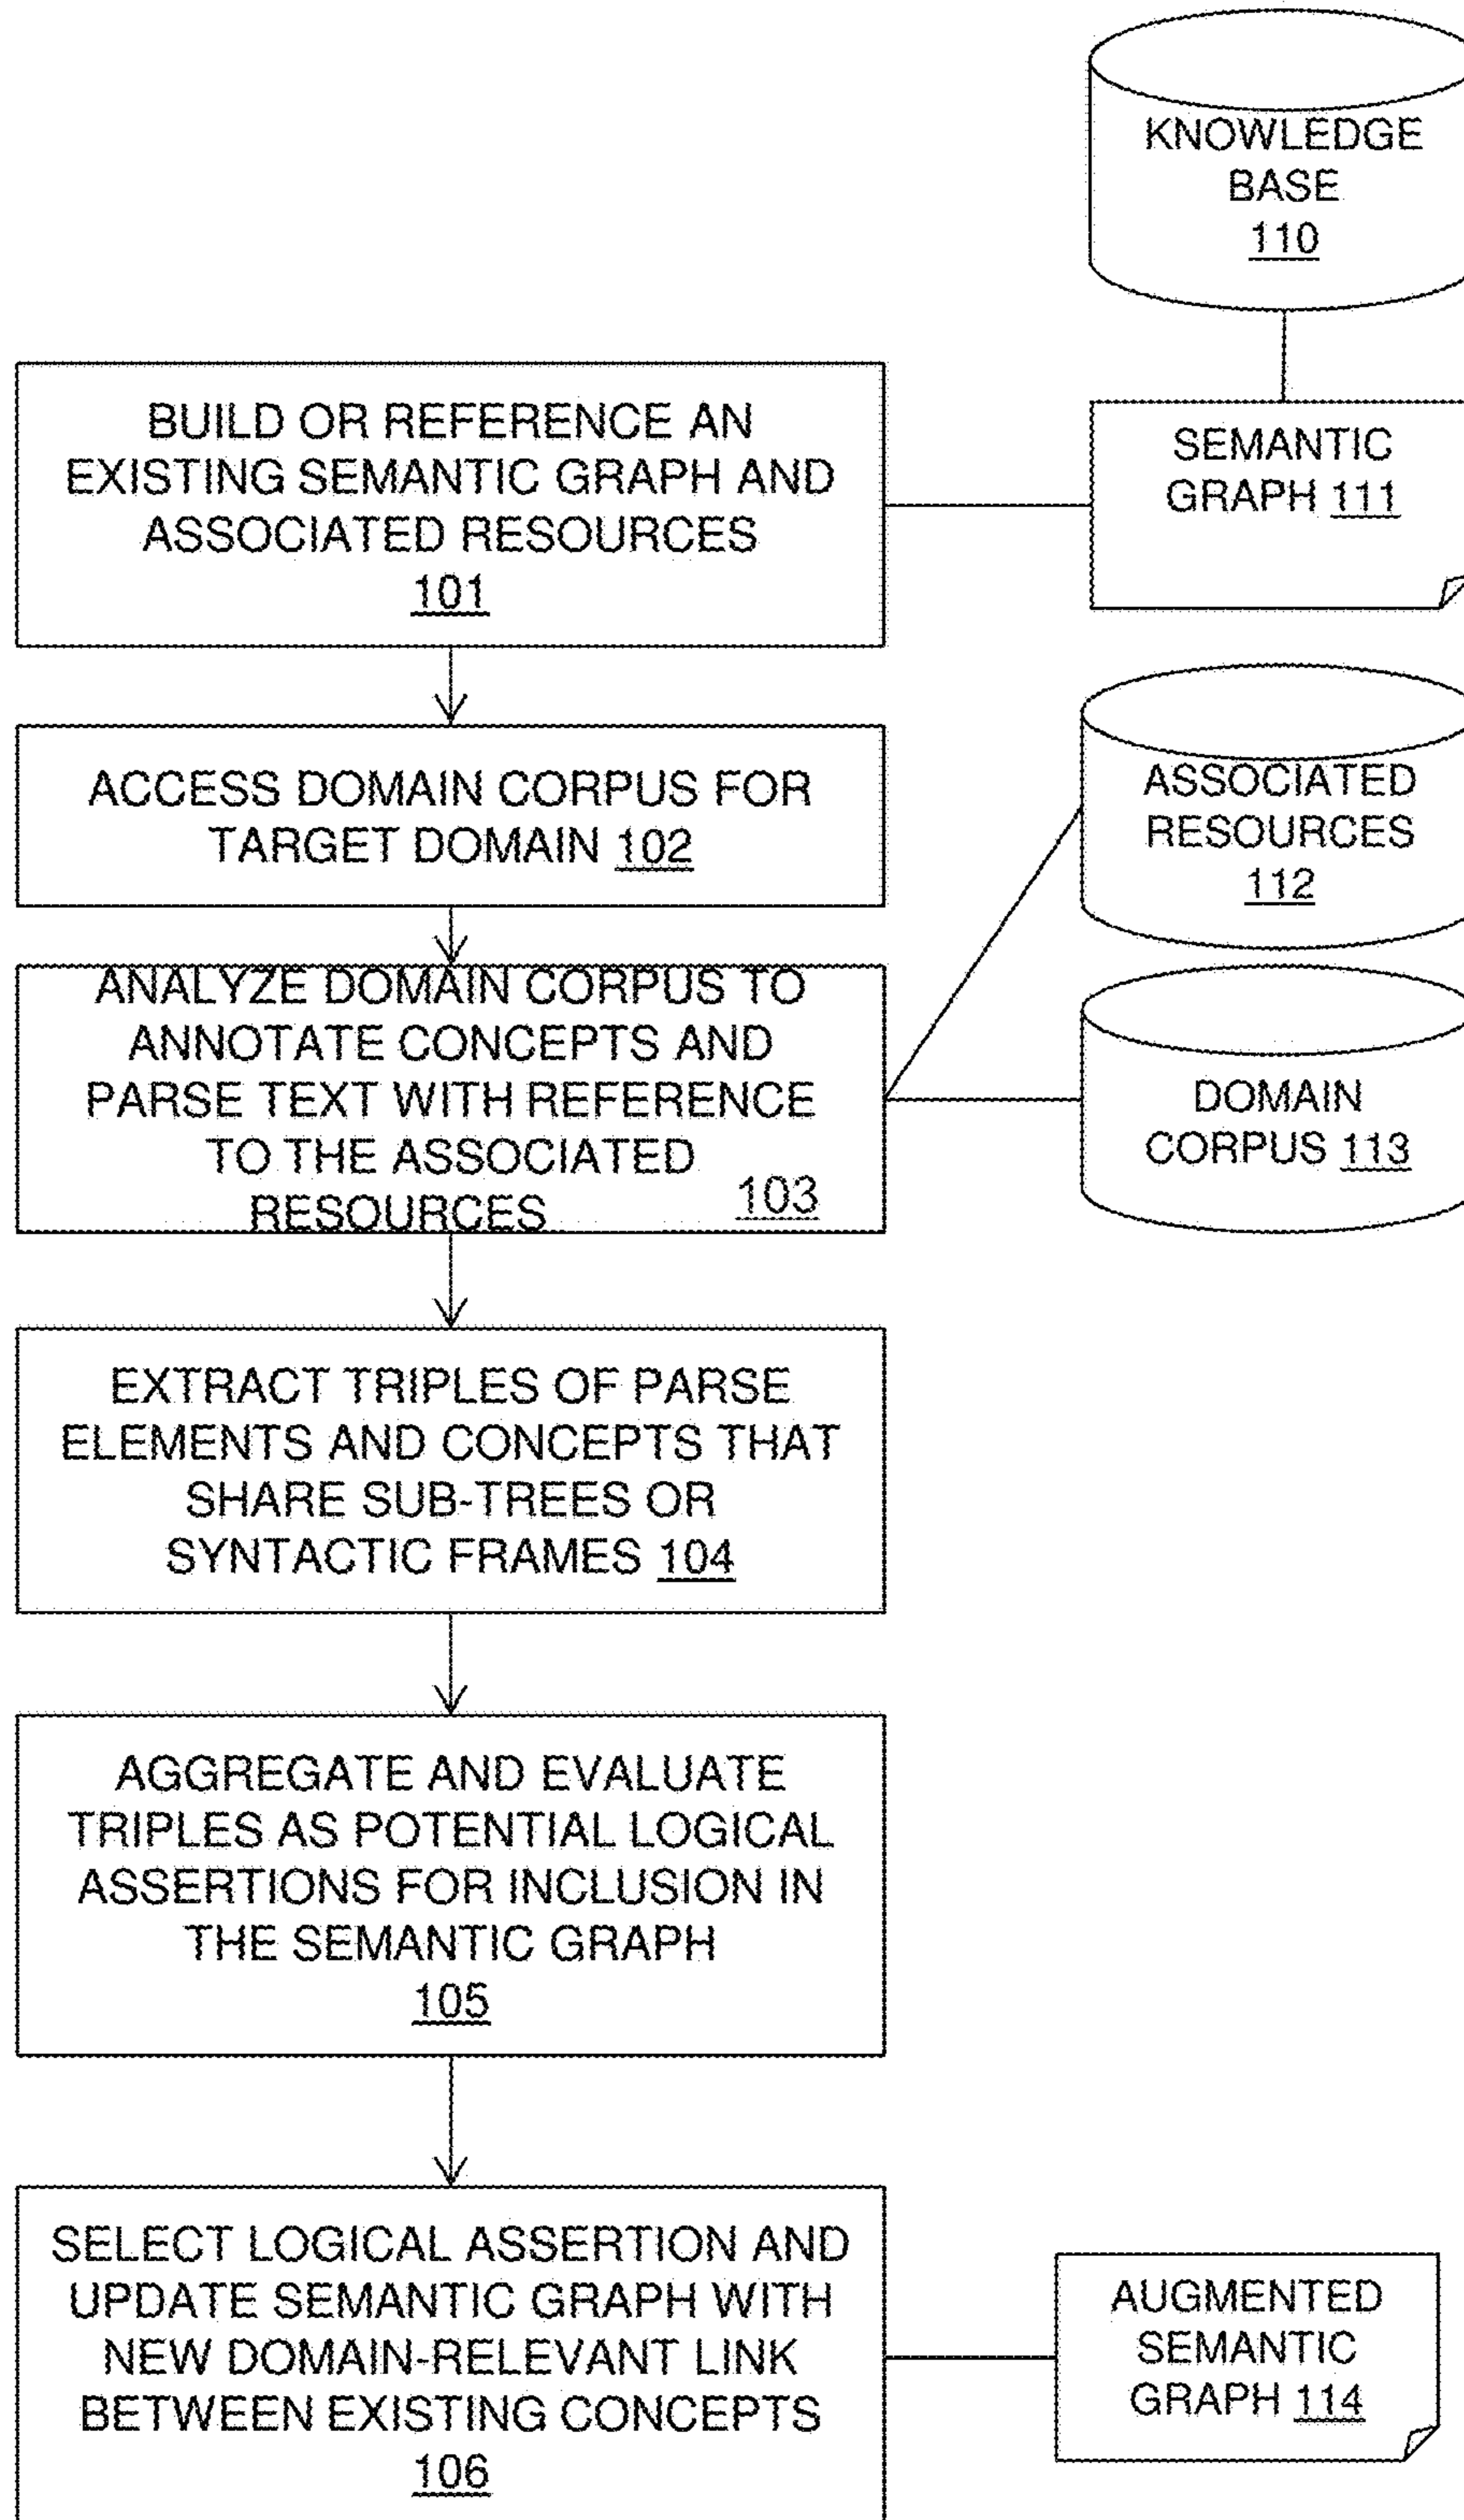 KNOWLEDGE
BASE
110
BUILD OR REFERENCE AN
EXISTING SEMANTIC GRAPH AND
ASSOCIATED RESOURCES
101
SEMANTIC
GRAPH 111
ACCESS DOMAIN CORPUS FOR
TARGET DOMAIN 102
ASSOCIATED
RESOURCES
112
ANALYZE DOMAIN CORPUS TO
ANNOTATE CONCEPTS AND
PARSE TEXT WITH REFERENCE
TO THE ASSOCIATED
RESOURCES 103
DOMAIN
CORPUS 113
EXTRACT TRIPLES OF PARSE
ELEMENTS AND CONCEPTS THAT
SHARE SUB-TREES OR
SYNTACTIC FRAMES 104
AGGREGATE AND EVALUATE
TRIPLES AS POTENTIAL LOGICAL
ASSERTIONS FOR INCLUSION IN
THE SEMANTIC GRAPH
105
SELECT LOGICAL ASSERTION AND
UPDATE SEMANTIC GRAPH WITH
NEW DOMAIN-RELEVANT LINK
BETWEEN EXISTING CONCEPTS
106
AUGMENTED
SEMANTIC
GRAPH 114